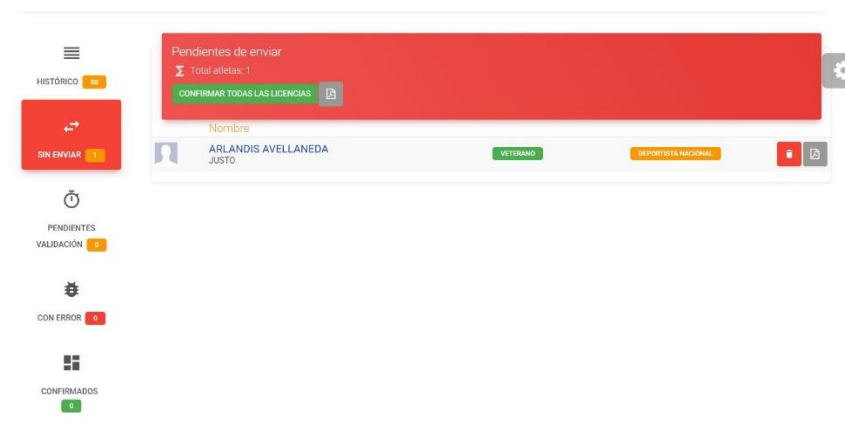 HISTÓRICO
SIN ENVIAR 1
PENDIENTES
VALIDACIÓN 0
CON ERROR 0
CONFIRMADOS
0
Pendientes de enviar
Total atletas: 1
CONFIRMAR TODAS LAS LICENCIAS
Nombre
ARLANDIS AVELLANEDA
JUSTO
VETERANO
DEPORTISTA NACIONAL